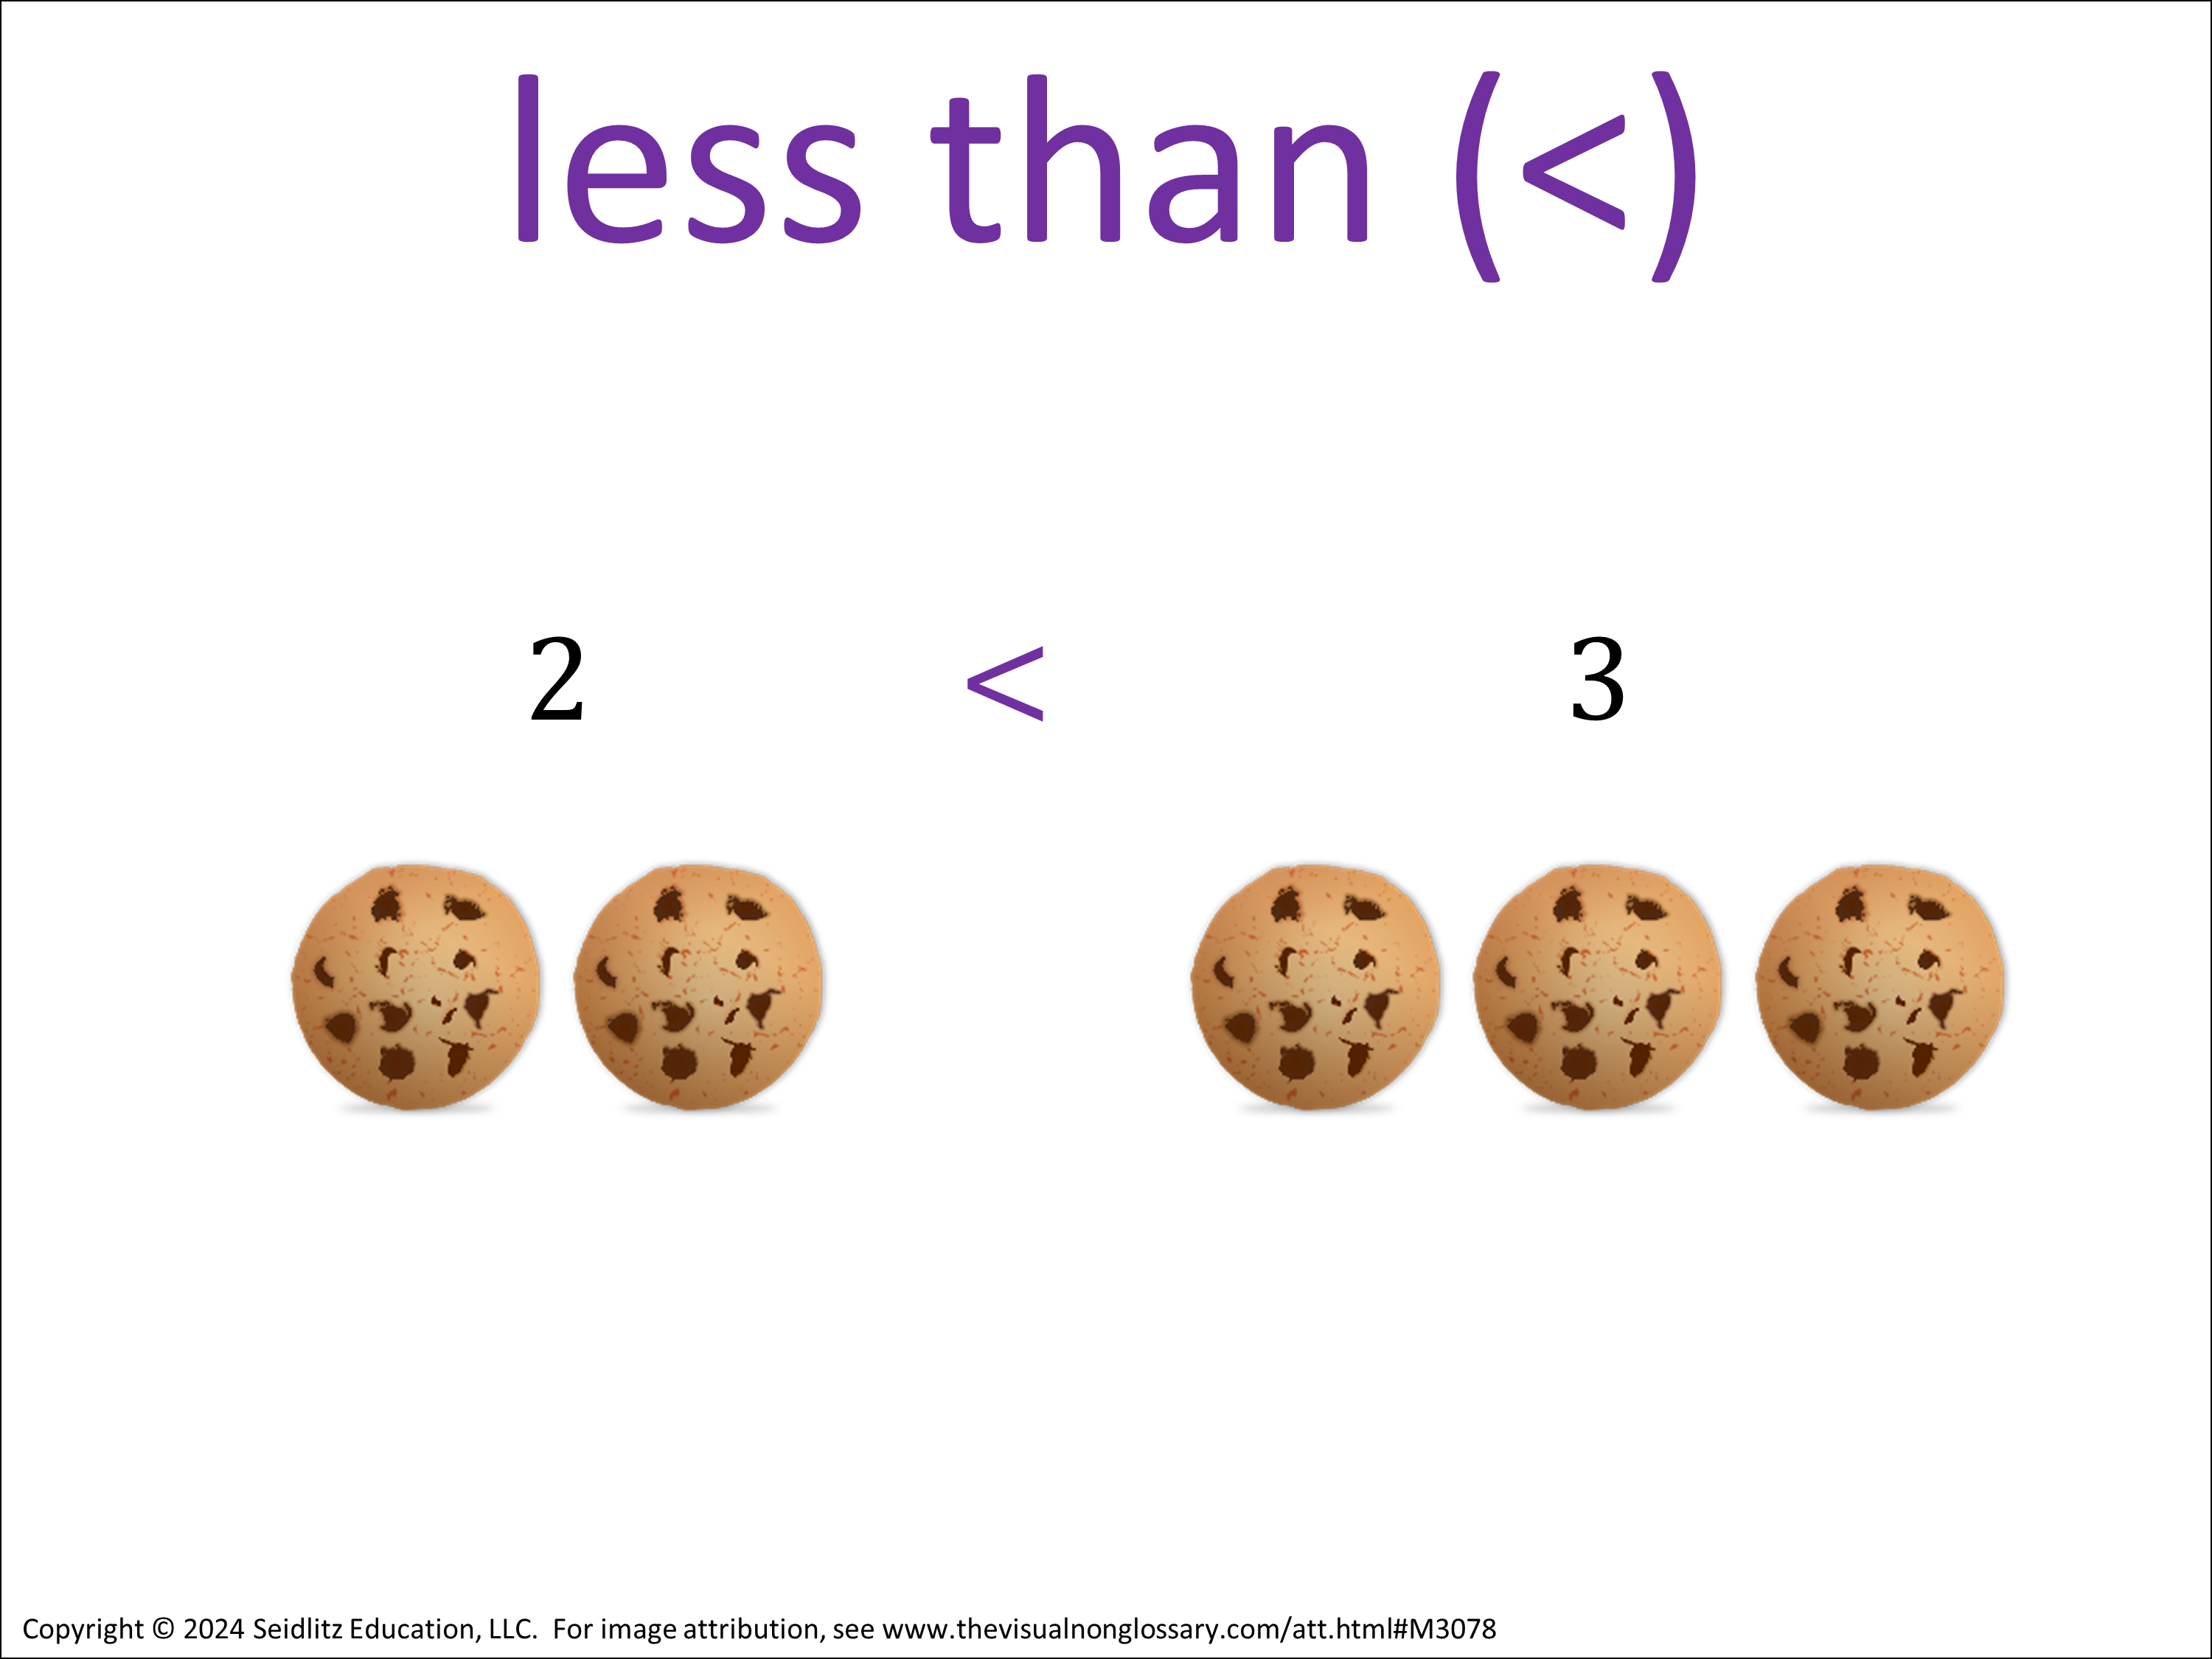 less than (<)
2 < 3
Copyright © 2024 Seidlitz Education, LLC.  For image attribution, see www.thevisualnonglossary.com/att.html#M3078